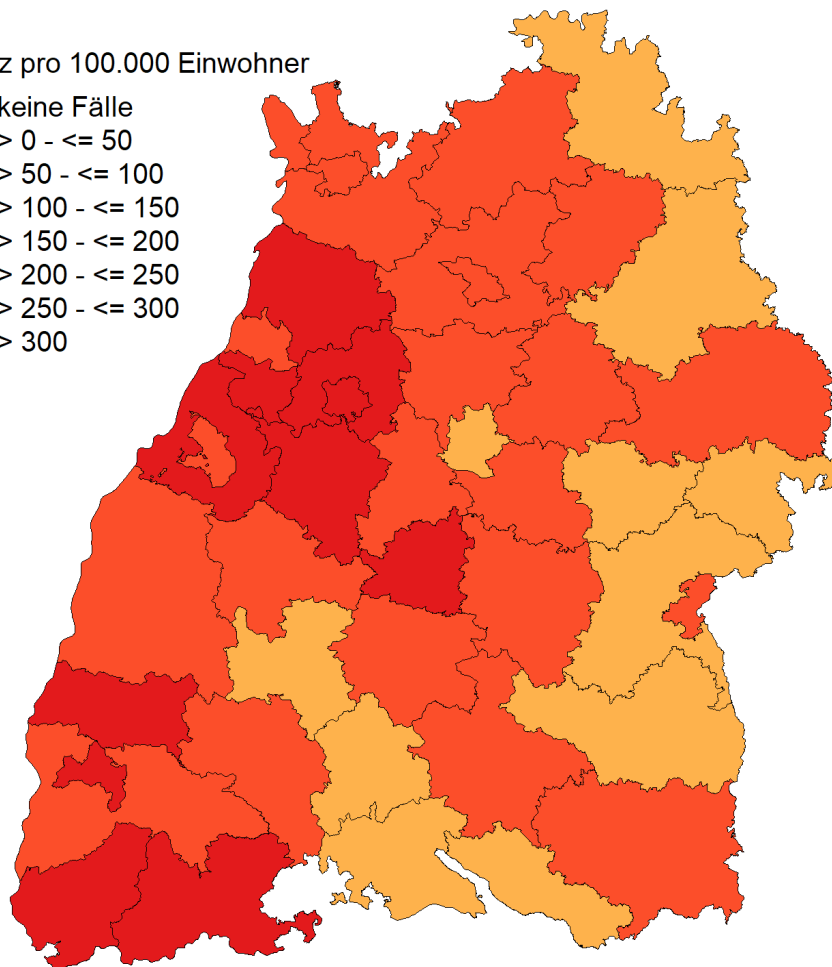 z pro 100.000 Einwohner
keine Fälle
> 0 - <= 50
> 50 - <= 100
> 100 - <= 150
> 150 - <= 200
> 200 - <= 250
> 250 - <= 300
> 300